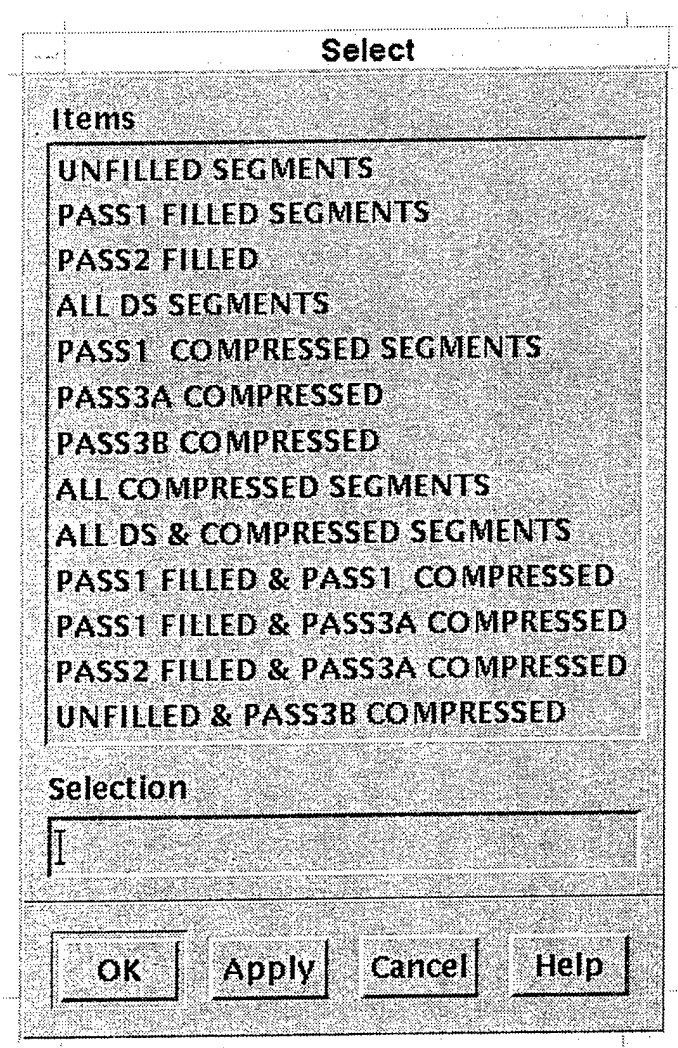 Select
Items
UNFILLED SEGMENTS
PASS1 FILLED SEGMENTS
PASS2 FILLED
ALL DS SEGMENTS
PASS1 COMPRESSED SEGMENTS
PASS3A COMPRESSED
PASS3B COMPRESSED
ALL COMPRESSED SEGMENTS
ALL DS & COMPRESSED SEGMENTS
PASS1 FILLED & PASS1 COMPRESSED
PASS1 FILLED & PASS3A COMPRESSED
PASS2 FILLED & PASS3A COMPRESSED
UNFILLED & PASS3B COMPRESSED
Selection
OK Apply Cancel Help